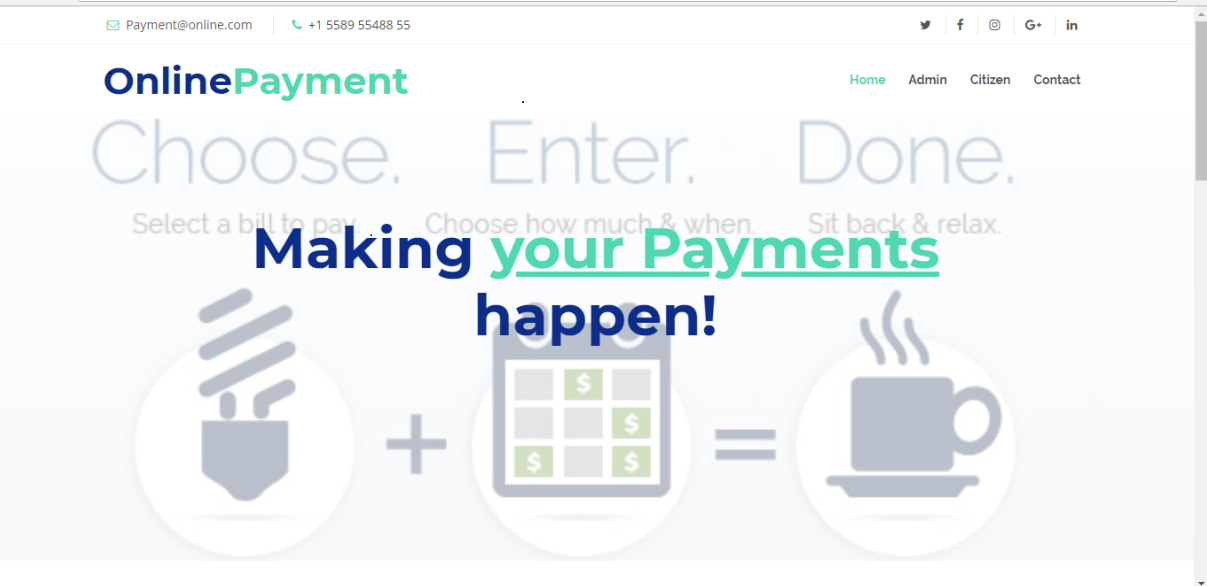 Payment@online.com +1 5589 55488 55
OnlinePayment
Home Admin Citizen Contact
Choose. Enter. Done.
Select a bill to pay. Choose how much & when. Sit back & relax.
Making your Payments
happen!
$
$
$ $